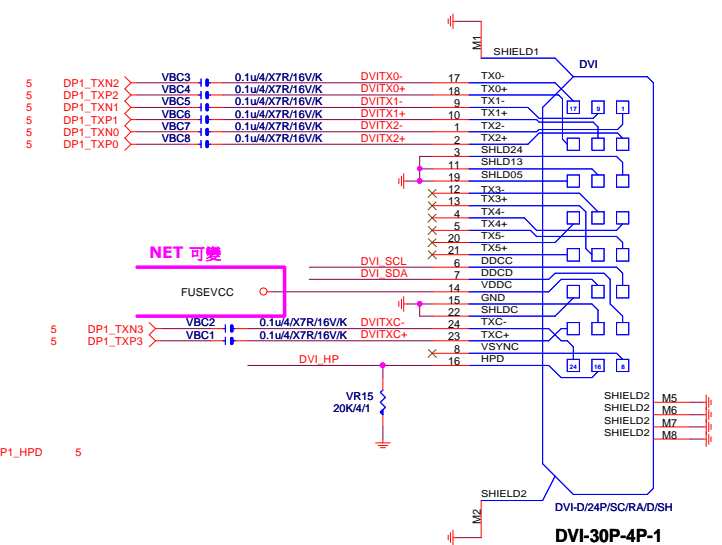 M1
SHIELD1
DVI
5 DP1_TXN2 VBC3 0.1u/4/X7R/16V/K DVITX0- 17 TX0-
5 DP1_TXP2 VBC4 0.1u/4/X7R/16V/K DVITX0+ 18 TX0+
5 DP1_TXN1 VBC5 0.1u/4/X7R/16V/K DVITX1- 9 TX1-
5 DP1_TXP1 VBC6 0.1u/4/X7R/16V/K DVITX1+ 10 TX1+
5 DP1_TXN0 VBC7 0.1u/4/X7R/16V/K DVITX2- 1 TX2-
5 DP1_TXP0 VBC8 0.1u/4/X7R/16V/K DVITX2+ 2 TX2+
17 9 1
3 SHLD24
11 SHLD13
19 SHLD05
12 TX3-
13 TX3+
4 TX4-
5 TX4+
20 TX5-
21 TX5+
NET 可變
DVI_SCL 6 DDCC
DVI_SDA 7 DDCD
FUSEVCC 14 VDDC
15 GND
22 SHLDC
5 DP1_TXN3 VBC2 0.1u/4/X7R/16V/K DVITXC- 24 TXC-
5 DP1_TXP3 VBC1 0.1u/4/X7R/16V/K DVITXC+ 23 TXC+
8 VSYNC
DVI_HP 16 HPD
24 16 8
VR15
20K/4/1
SHIELD2 M5
SHIELD2 M6
SHIELD2 M7
SHIELD2 M8
P1_HPD 5
SHIELD2
M2
DVI-D/24P/SC/RA/D/SH
DVI-30P-4P-1